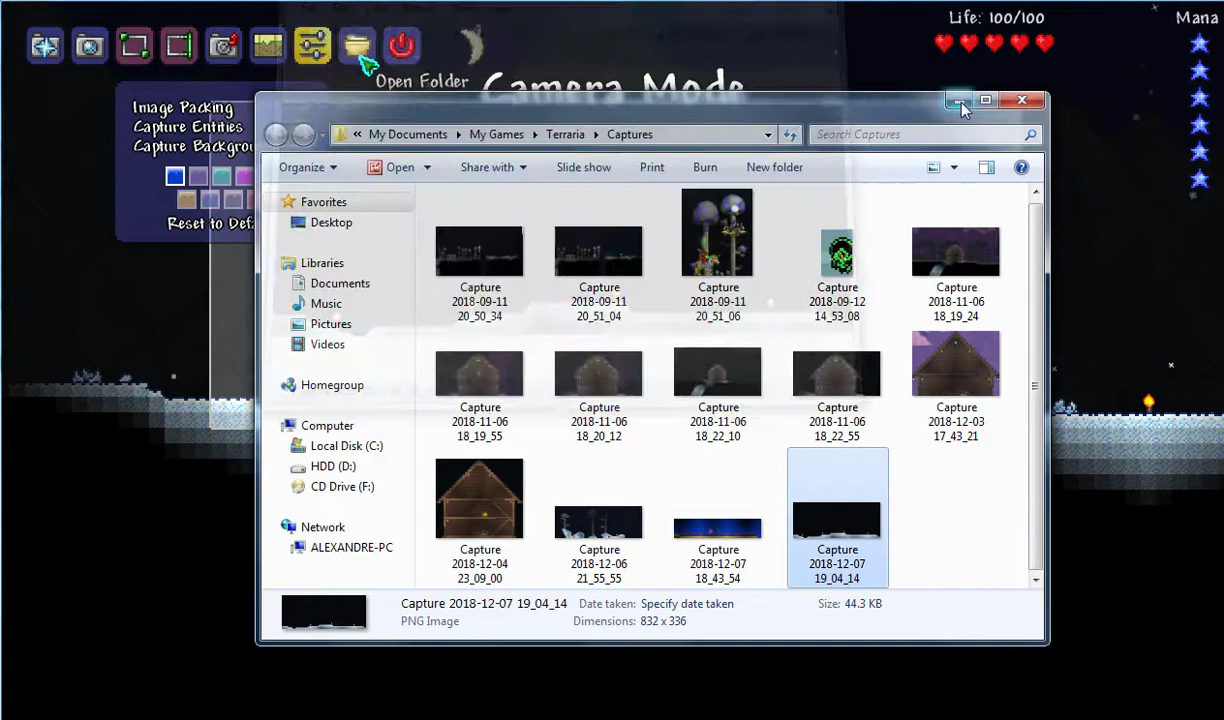 Life: 100/100
Mana
Open Folder
Camera Mode
Image Packing
Capture Entities
Capture Backgrou
Reset to Defa
« My Documents My Games Terraria Captures
Search Captures
Organize
Open
Share with
Slide show
Print
Burn
New folder
Favorites
Desktop
Libraries
Documents
Music
Pictures
Videos
Homegroup
Computer
Local Disk (C:)
HDD (D:)
CD Drive (F:)
Network
ALEXANDRE-PC
Capture
2018-09-11
20_50_34
Capture
2018-09-11
20_51_04
Capture
2018-09-11
20_51_06
Capture
2018-09-12
14_53_08
Capture
2018-11-06
18_19_24
Capture
2018-11-06
18_19_55
Capture
2018-11-06
18_20_12
Capture
2018-11-06
18_22_10
Capture
2018-11-06
18_22_55
Capture
2018-12-03
17_43_21
Capture
2018-12-04
23_09_00
Capture
2018-12-06
21_55_55
Capture
2018-12-07
18_43_54
Capture
2018-12-07
19_04_14
Capture 2018-12-07 19_04_14
PNG Image
Date taken: Specify date taken
Dimensions: 832 x 336
Size: 44.3 KB